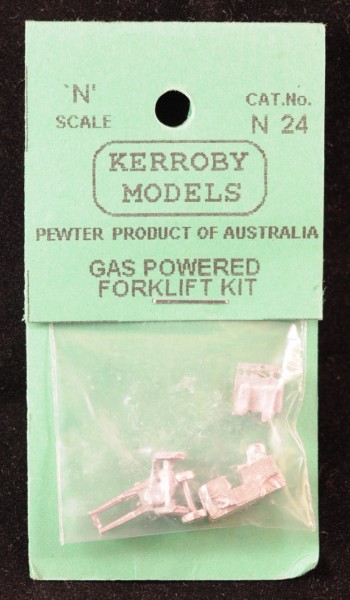 'N'
SCALE
CAT.No.
N 24
KERROBY
MODELS
PEWTER PRODUCT OF AUSTRALIA
GAS POWERED
FORKLIFT KIT